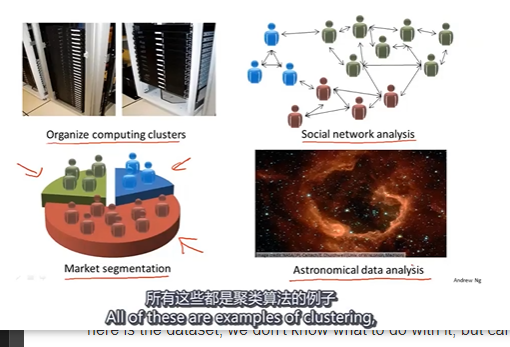 Organize computing clusters
Social network analysis
Market segmentation
Astronomical data analysis
Andrew Ng
所有这些都是聚类算法的例子
All of these are examples of clustering,
here is the dataset, we don't know what to do with it, but can